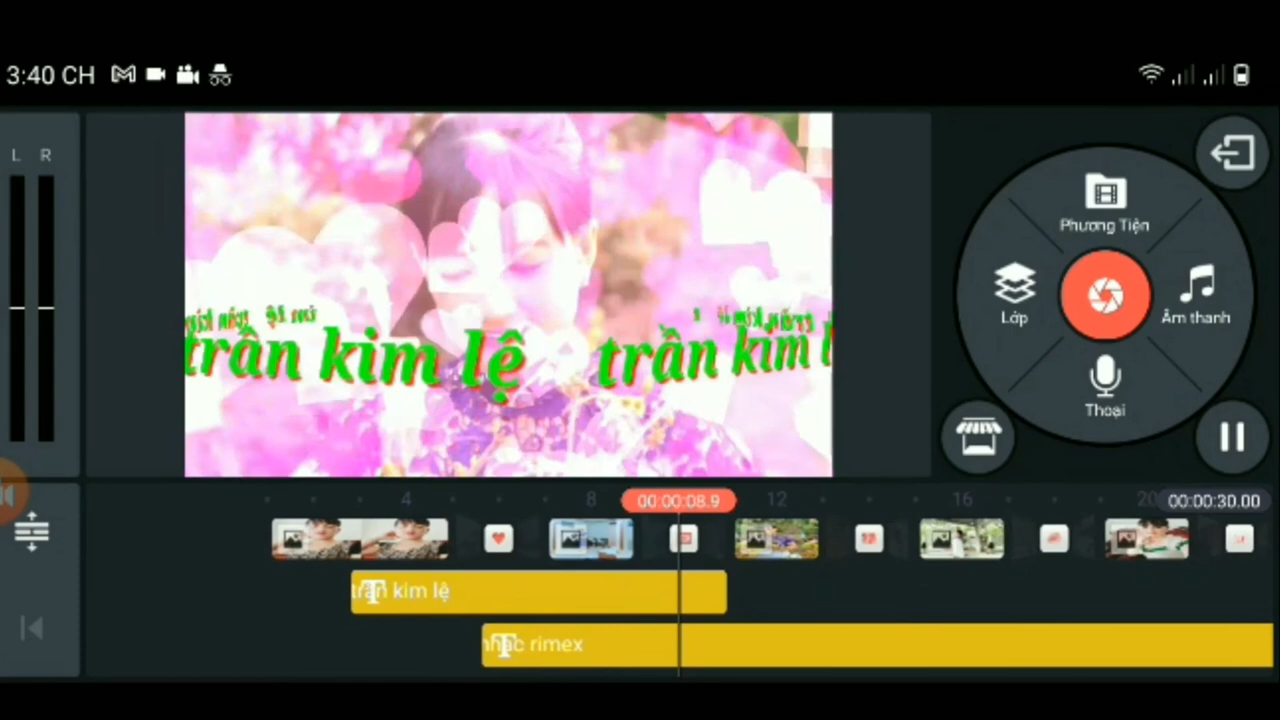 3:40 CH
L R
Phương Tiện
Lớp
Âm thanh
Thoại
trần kim lệ
trần kim l
4 8 12 16 20
00:00:08.9
00:00:30.00
trần kim lệ
nhạc rimex